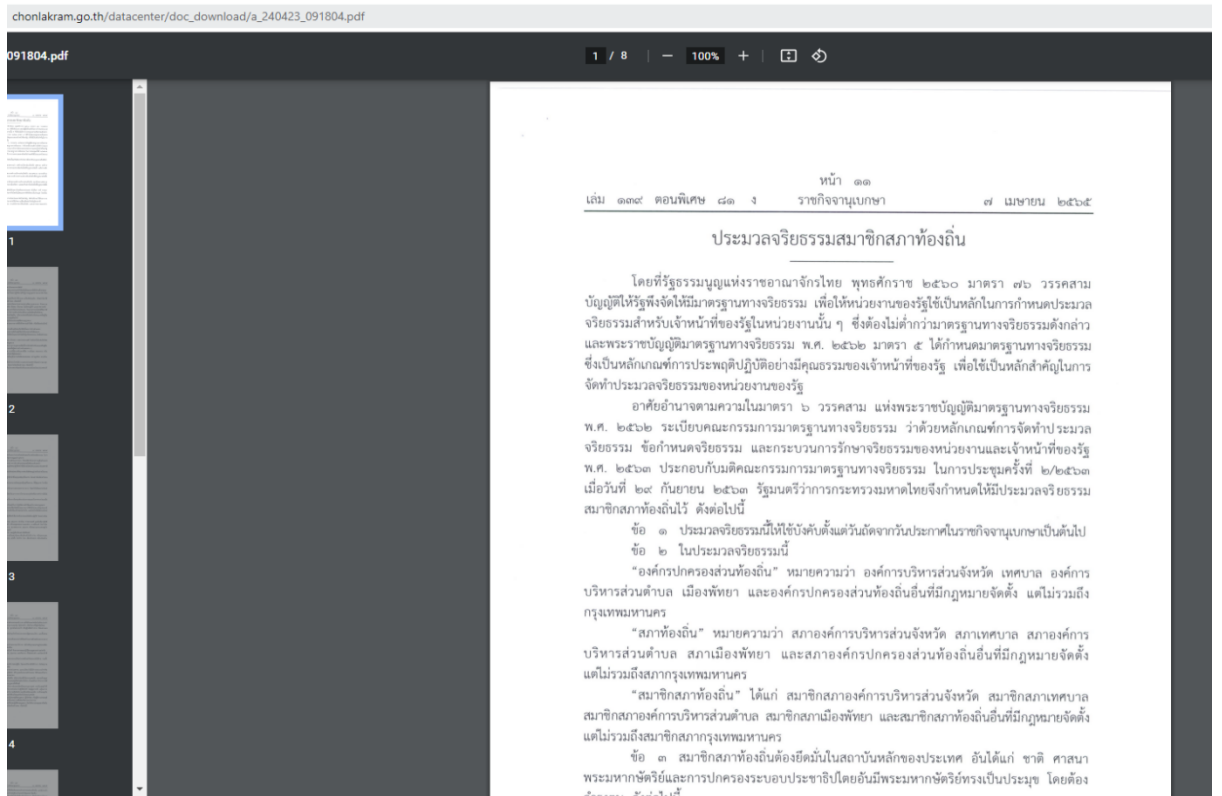 chonlakram.go.th/datacenter/doc_download/a_240423_091804.pdf
091804.pdf
1 / 8 | − 100% +
หน้า ๑๑
เล่ม ๑๓๙ ตอนพิเศษ ๘๑ ง ราชกิจจานุเบกษา ๗ เมษายน ๒๕๖๕
ประมวลจริยธรรมสมาชิกสภาท้องถิ่น
โดยที่รัฐธรรมนูญแห่งราชอาณาจักรไทย พุทธศักราช ๒๕๖๐ มาตรา ๗๖ วรรคสาม
บัญญัติให้รัฐพึงจัดให้มีมาตรฐานทางจริยธรรม เพื่อให้หน่วยงานของรัฐใช้เป็นหลักในการกำหนดประมวล
จริยธรรมสำหรับเจ้าหน้าที่ของรัฐในหน่วยงานนั้น ๆ ซึ่งต้องไม่ต่ำกว่ามาตรฐานทางจริยธรรมดังกล่าว
และพระราชบัญญัติมาตรฐานทางจริยธรรม พ.ศ. ๒๕๖๒ มาตรา ๕ ได้กำหนดมาตรฐานทางจริยธรรม
ซึ่งเป็นหลักเกณฑ์การประพฤติปฏิบัติอย่างมีคุณธรรมของเจ้าหน้าที่ของรัฐ เพื่อใช้เป็นหลักสำคัญในการ
จัดทำประมวลจริยธรรมของหน่วยงานของรัฐ
อาศัยอำนาจตามความในมาตรา ๖ วรรคสาม แห่งพระราชบัญญัติมาตรฐานทางจริยธรรม
พ.ศ. ๒๕๖๒ ระเบียบคณะกรรมการมาตรฐานทางจริยธรรม ว่าด้วยหลักเกณฑ์การจัดทำประมวล
จริยธรรม ข้อกำหนดจริยธรรม และกระบวนการรักษาจริยธรรมของหน่วยงานและเจ้าหน้าที่ของรัฐ
พ.ศ. ๒๕๖๓ ประกอบกับมติคณะกรรมการมาตรฐานทางจริยธรรม ในการประชุมครั้งที่ ๒/๒๕๖๓
เมื่อวันที่ ๒๙ กันยายน ๒๕๖๓ รัฐมนตรีว่าการกระทรวงมหาดไทยจึงกำหนดให้มีประมวลจริยธรรม
สมาชิกสภาท้องถิ่นไว้ ดังต่อไปนี้
ข้อ ๑ ประมวลจริยธรรมนี้ให้ใช้บังคับตั้งแต่วันถัดจากวันประกาศในราชกิจจานุเบกษาเป็นต้นไป
ข้อ ๒ ในประมวลจริยธรรมนี้
“องค์กรปกครองส่วนท้องถิ่น” หมายความว่า องค์การบริหารส่วนจังหวัด เทศบาล องค์การ
บริหารส่วนตำบล เมืองพัทยา และองค์กรปกครองส่วนท้องถิ่นอื่นที่มีกฎหมายจัดตั้ง แต่ไม่รวมถึง
กรุงเทพมหานคร
“สภาท้องถิ่น” หมายความว่า สภาองค์การบริหารส่วนจังหวัด สภาเทศบาล สภาองค์การ
บริหารส่วนตำบล สภาเมืองพัทยา และสภาองค์กรปกครองส่วนท้องถิ่นอื่นที่มีกฎหมายจัดตั้ง
แต่ไม่รวมถึงสภากรุงเทพมหานคร
“สมาชิกสภาท้องถิ่น” ได้แก่ สมาชิกสภาองค์การบริหารส่วนจังหวัด สมาชิกสภาเทศบาล
สมาชิกสภาองค์การบริหารส่วนตำบล สมาชิกสภาเมืองพัทยา และสมาชิกสภาท้องถิ่นอื่นที่มีกฎหมายจัดตั้ง
แต่ไม่รวมถึงสมาชิกสภากรุงเทพมหานคร
ข้อ ๓ สมาชิกสภาท้องถิ่นต้องยึดมั่นในสถาบันหลักของประเทศ อันได้แก่ ชาติ ศาสนา
พระมหากษัตริย์และการปกครองระบอบประชาธิปไตยอันมีพระมหากษัตริย์ทรงเป็นประมุข โดยต้อง
1
2
3
4